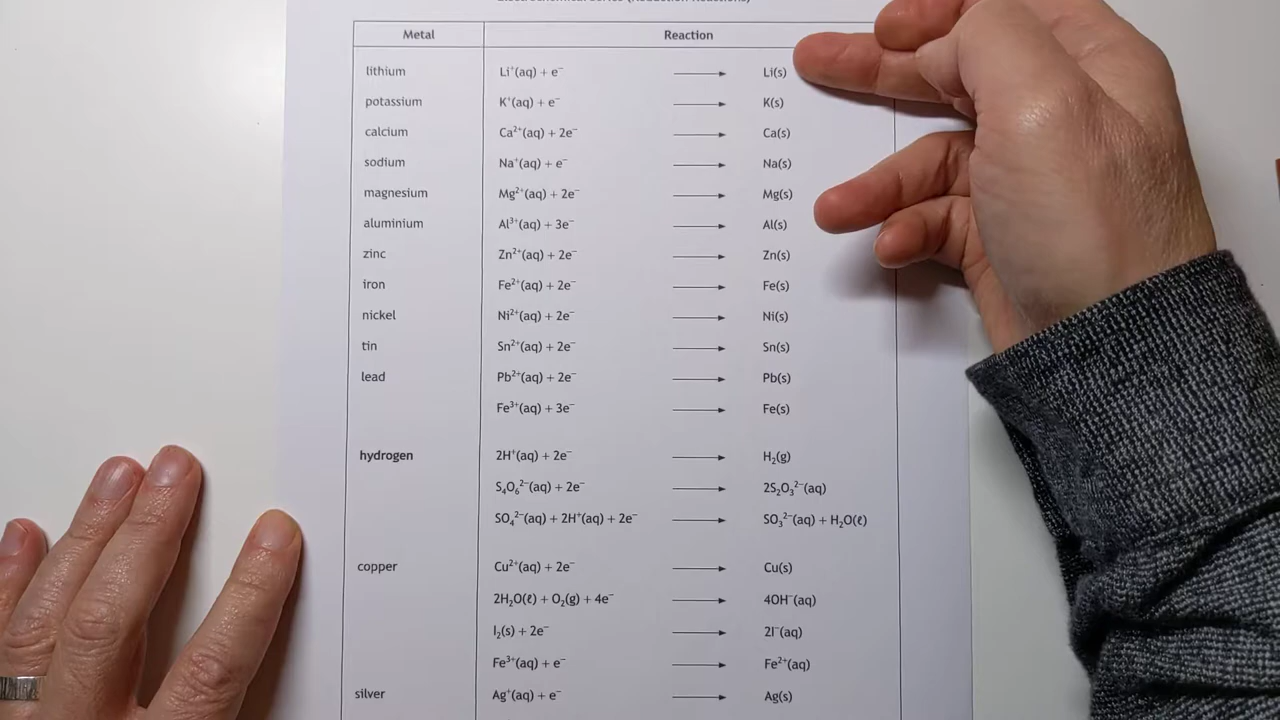 Electrochemical Series (Reduction Reactions)
Metal Reaction
lithium Li⁺(aq) + e⁻ → Li(s)
potassium K⁺(aq) + e⁻ → K(s)
calcium Ca²⁺(aq) + 2e⁻ → Ca(s)
sodium Na⁺(aq) + e⁻ → Na(s)
magnesium Mg²⁺(aq) + 2e⁻ → Mg(s)
aluminium Al³⁺(aq) + 3e⁻ → Al(s)
zinc Zn²⁺(aq) + 2e⁻ → Zn(s)
iron Fe²⁺(aq) + 2e⁻ → Fe(s)
nickel Ni²⁺(aq) + 2e⁻ → Ni(s)
tin Sn²⁺(aq) + 2e⁻ → Sn(s)
lead Pb²⁺(aq) + 2e⁻ → Pb(s)
Fe³⁺(aq) + 3e⁻ → Fe(s)
hydrogen 2H⁺(aq) + 2e⁻ → H₂(g)
S₄O₆²⁻(aq) + 2e⁻ → 2S₂O₃²⁻(aq)
SO₄²⁻(aq) + 2H⁺(aq) + 2e⁻ → SO₃²⁻(aq) + H₂O(ℓ)
copper Cu²⁺(aq) + 2e⁻ → Cu(s)
2H₂O(ℓ) + O₂(g) + 4e⁻ → 4OH⁻(aq)
I₂(s) + 2e⁻ → 2I⁻(aq)
Fe³⁺(aq) + e⁻ → Fe²⁺(aq)
silver Ag⁺(aq) + e⁻ → Ag(s)